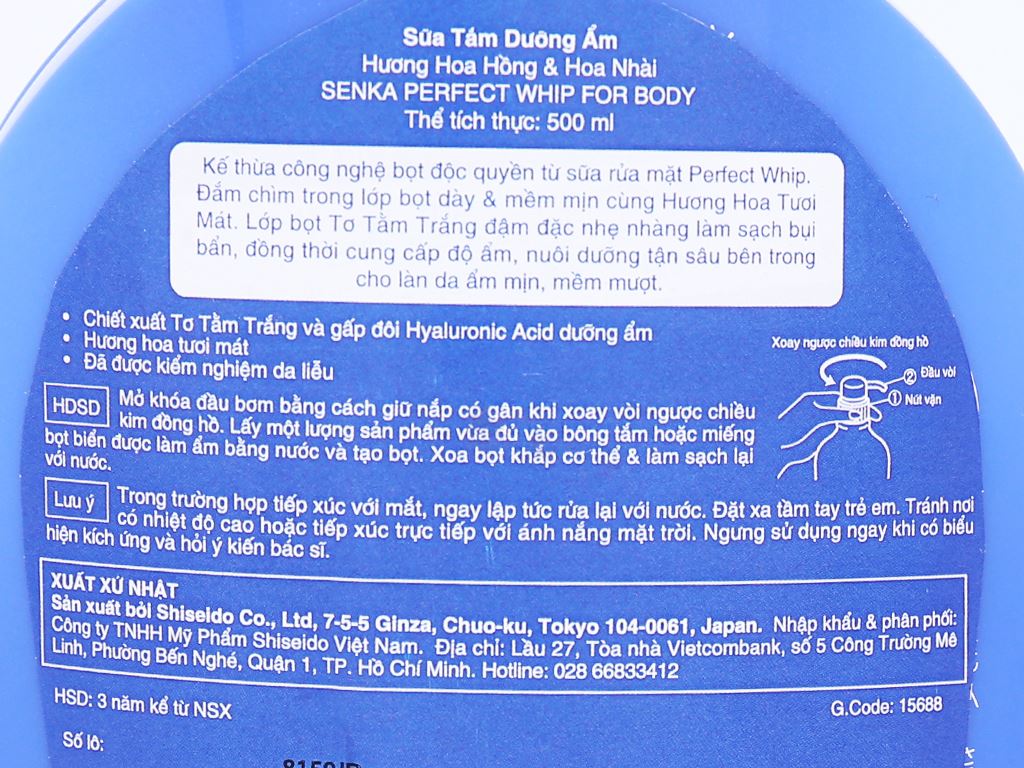 Sữa Tắm Dưỡng Ẩm
Hương Hoa Hồng & Hoa Nhài
SENKA PERFECT WHIP FOR BODY
Thể tích thực: 500 ml
Kế thừa công nghệ bọt độc quyền từ sữa rửa mặt Perfect Whip.
Đắm chìm trong lớp bọt dày & mềm mịn cùng Hương Hoa Tươi
Mát. Lớp bọt Tơ Tằm Trắng đậm đặc nhẹ nhàng làm sạch bụi
bẩn, đồng thời cung cấp độ ẩm, nuôi dưỡng tận sâu bên trong
cho làn da ẩm mịn, mềm mượt.
• Chiết xuất Tơ Tằm Trắng và gấp đôi Hyaluronic Acid dưỡng ẩm
• Hương hoa tươi mát
• Đã được kiểm nghiệm da liễu
Xoay ngược chiều kim đồng hồ
② Đầu vòi
① Nút vặn
HDSD Mở khóa đầu bơm bằng cách giữ nắp có gân khi xoay vòi ngược chiều
kim đồng hồ. Lấy một lượng sản phẩm vừa đủ vào bông tắm hoặc miếng
bọt biển được làm ẩm bằng nước và tạo bọt. Xoa bọt khắp cơ thể & làm sạch lại
với nước.
Lưu ý Trong trường hợp tiếp xúc với mắt, ngay lập tức rửa lại với nước. Đặt xa tầm tay trẻ em. Tránh nơi
có nhiệt độ cao hoặc tiếp xúc trực tiếp với ánh nắng mặt trời. Ngưng sử dụng ngay khi có biểu
hiện kích ứng và hỏi ý kiến bác sĩ.
XUẤT XỨ NHẬT
Sản xuất bởi Shiseido Co., Ltd, 7-5-5 Ginza, Chuo-ku, Tokyo 104-0061, Japan. Nhập khẩu & phân phối:
Công ty TNHH Mỹ Phẩm Shiseido Việt Nam. Địa chỉ: Lầu 27, Tòa nhà Vietcombank, số 5 Công Trường Mê
Linh, Phường Bến Nghé, Quận 1, TP. Hồ Chí Minh. Hotline: 028 66833412
HSD: 3 năm kể từ NSX
G.Code: 15688
Số lô: